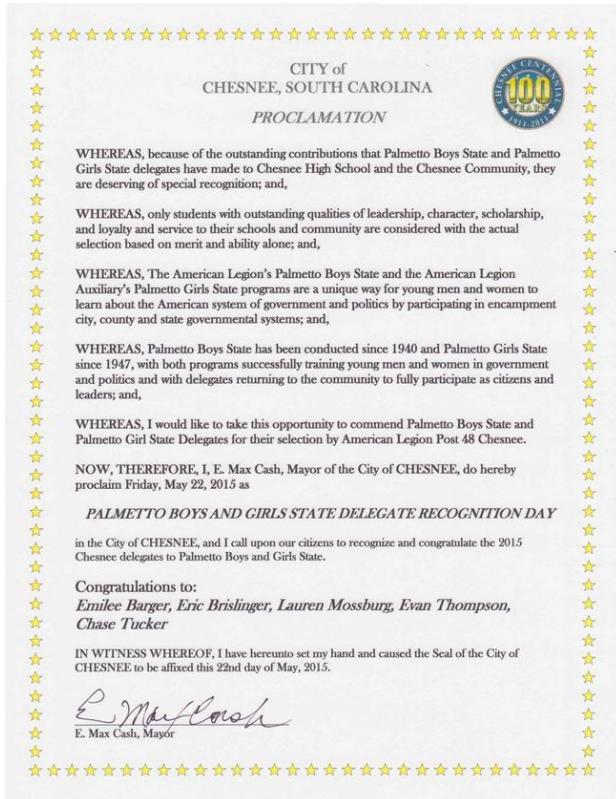 CITY of
CHESNEE, SOUTH CAROLINA
PROCLAMATION
CHESNEE CENTENNIAL
100
YEARS
1911-2011
WHEREAS, because of the outstanding contributions that Palmetto Boys State and Palmetto
Girls State delegates have made to Chesnee High School and the Chesnee Community, they
are deserving of special recognition; and,
WHEREAS, only students with outstanding qualities of leadership, character, scholarship,
and loyalty and service to their schools and community are considered with the actual
selection based on merit and ability alone; and,
WHEREAS, The American Legion's Palmetto Boys State and the American Legion
Auxiliary's Palmetto Girls State programs are a unique way for young men and women to
learn about the American system of government and politics by participating in encampment
city, county and state governmental systems; and,
WHEREAS, Palmetto Boys State has been conducted since 1940 and Palmetto Girls State
since 1947, with both programs successfully training young men and women in government
and politics and with delegates returning to the community to fully participate as citizens and
leaders; and,
WHEREAS, I would like to take this opportunity to commend Palmetto Boys State and
Palmetto Girl State Delegates for their selection by American Legion Post 48 Chesnee.
NOW, THEREFORE, I, E. Max Cash, Mayor of the City of CHESNEE, do hereby
proclaim Friday, May 22, 2015 as
PALMETTO BOYS AND GIRLS STATE DELEGATE RECOGNITION DAY
in the City of CHESNEE, and I call upon our citizens to recognize and congratulate the 2015
Chesnee delegates to Palmetto Boys and Girls State.
Congratulations to:
Emilee Barger, Eric Brislinger, Lauren Mossburg, Evan Thompson,
Chase Tucker
IN WITNESS WHEREOF, I have hereunto set my hand and caused the Seal of the City of
CHESNEE to be affixed this 22nd day of May, 2015.
E. Max Cash
E. Max Cash, Mayor